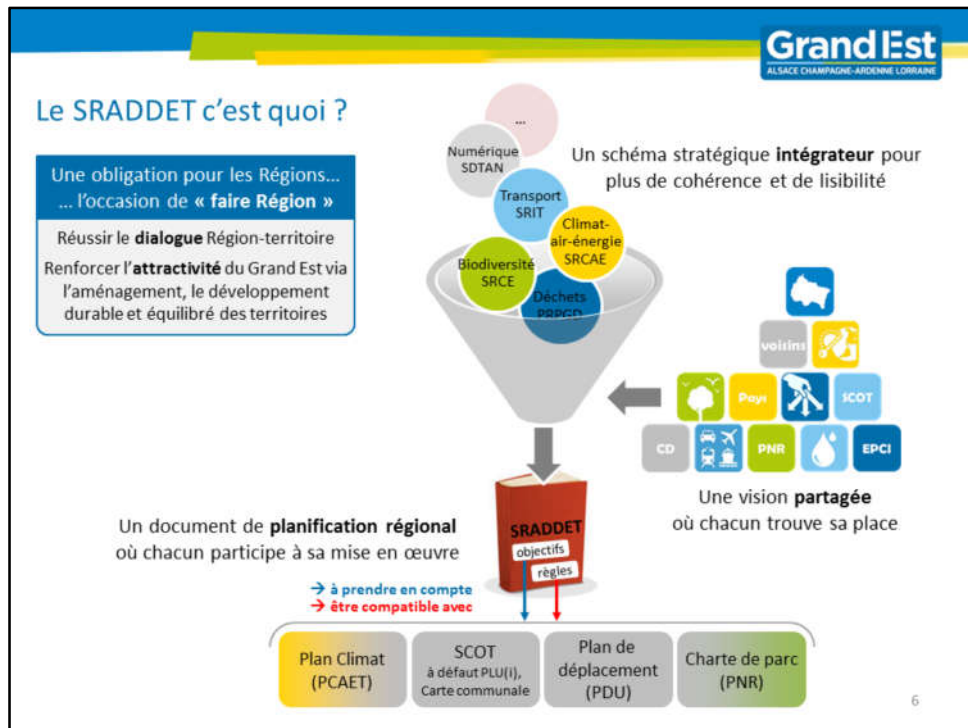 Grand Est
ALSACE CHAMPAGNE-ARDENNE LORRAINE
Le SRADDET c'est quoi ?
Une obligation pour les Régions...
... l'occasion de « faire Région »
Réussir le dialogue Région-territoire
Renforcer l'attractivité du Grand Est via
l'aménagement, le développement
durable et équilibré des territoires
...
Numérique
SDTAN
Transport
SRIT
Climat-
air-énergie
SRCAE
Biodiversité
SRCE
Déchets
PRPGD
Un schéma stratégique intégrateur pour
plus de cohérence et de lisibilité
voisins
Pays
SCOT
CD
PNR
EPCI
Une vision partagée
où chacun trouve sa place
Un document de planification régional
où chacun participe à sa mise en œuvre
SRADDET
objectifs
règles
→ à prendre en compte
→ être compatible avec
Plan Climat
(PCAET)
SCOT
à défaut PLU(i),
Carte communale
Plan de
déplacement
(PDU)
Charte de parc
(PNR)
6